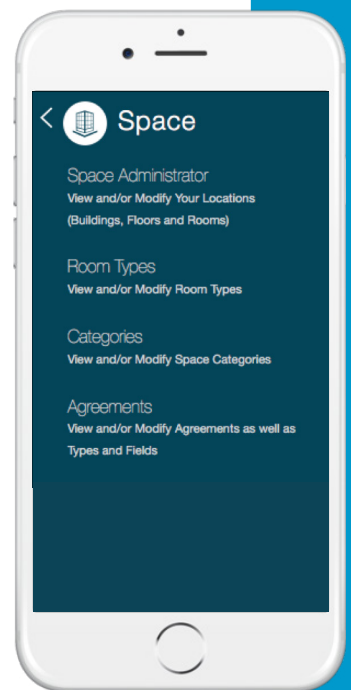 Space
Space Administrator
View and/or Modify Your Locations
(Buildings, Floors and Rooms)
Room Types
View and/or Modify Room Types
Categories
View and/or Modify Space Categories
Agreements
View and/or Modify Agreements as well as
Types and Fields